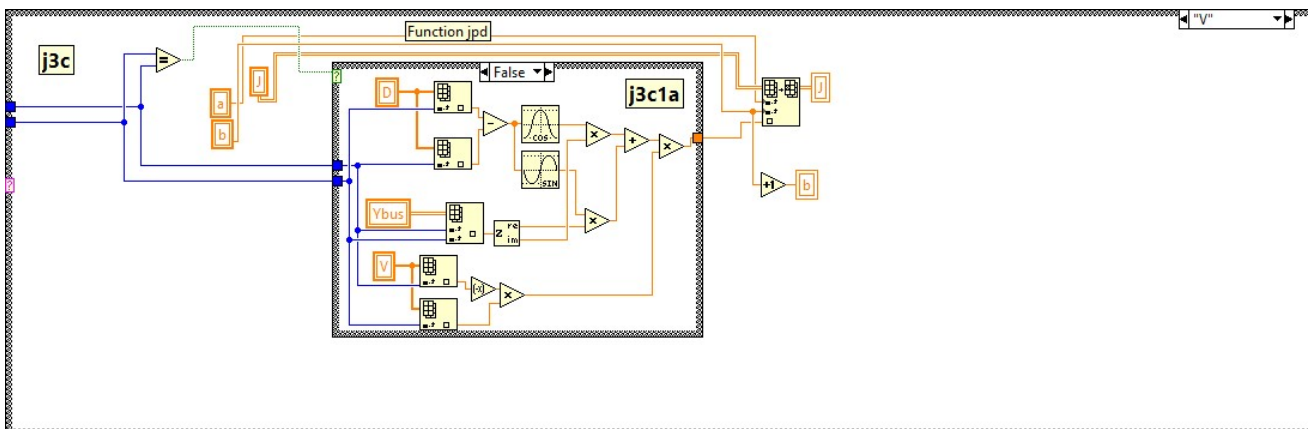 "V"
Function jpd
j3c
=
a
b
J
?
False
j3c1a
D
-
COS
x
+
x
J
SIN
x
+1
b
?
Ybus
z
re
im
V
(-x)
x